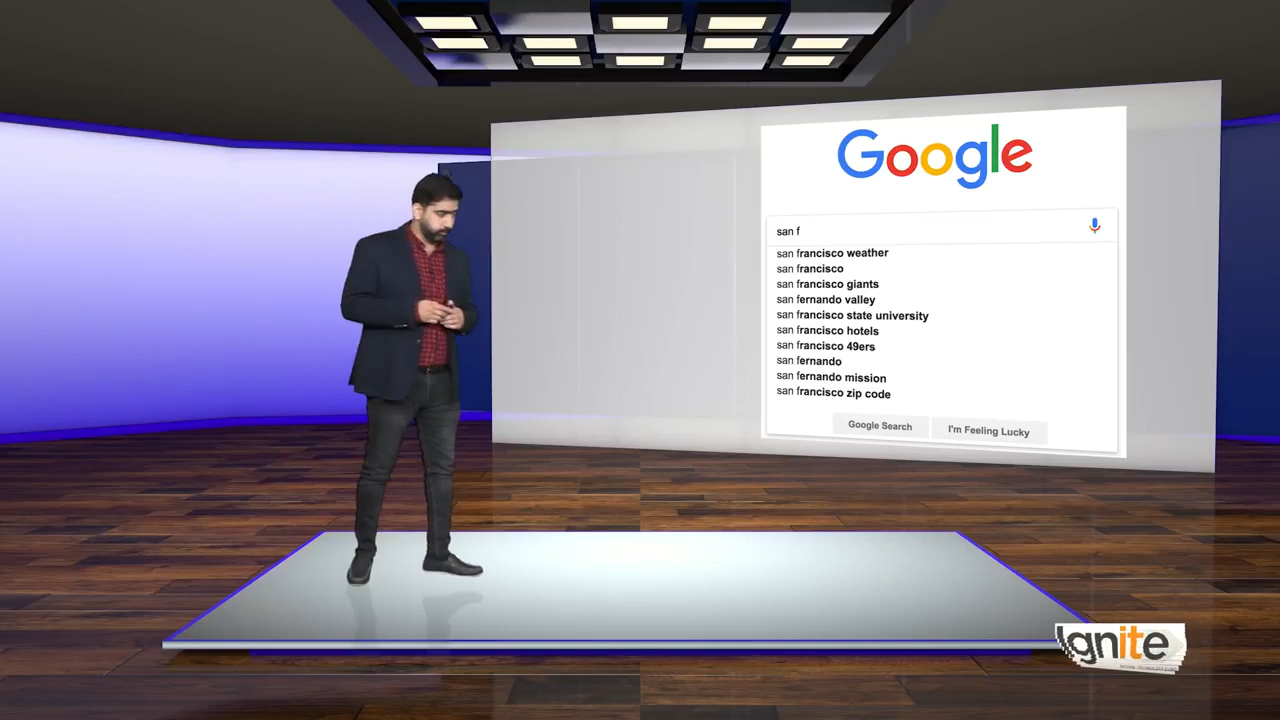 Google
san f
san francisco weather
san francisco
san francisco giants
san fernando valley
san francisco state university
san francisco hotels
san francisco 49ers
san fernando
san fernando mission
san francisco zip code
Google Search
I'm Feeling Lucky
Ignite